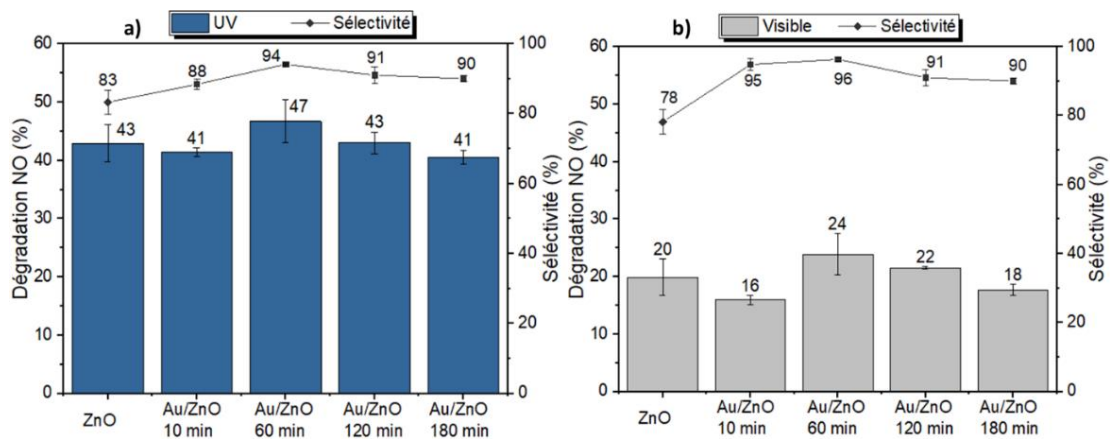 a)
UV
Sélectivité
60
50
40
30
20
10
0
Dégradation NO (%)
83
88
94
91
90
43
41
47
43
41
100
80
60
40
20
0
Séléctivité (%)
ZnO
Au/ZnO
10 min
Au/ZnO
60 min
Au/ZnO
120 min
Au/ZnO
180 min
b)
Visible
Sélectivité
60
50
40
30
20
10
0
Dégradation NO (%)
78
95
96
91
90
20
16
24
22
18
100
80
60
40
20
0
Séléctivité (%)
ZnO
Au/ZnO
10 min
Au/ZnO
60 min
Au/ZnO
120 min
Au/ZnO
180 min